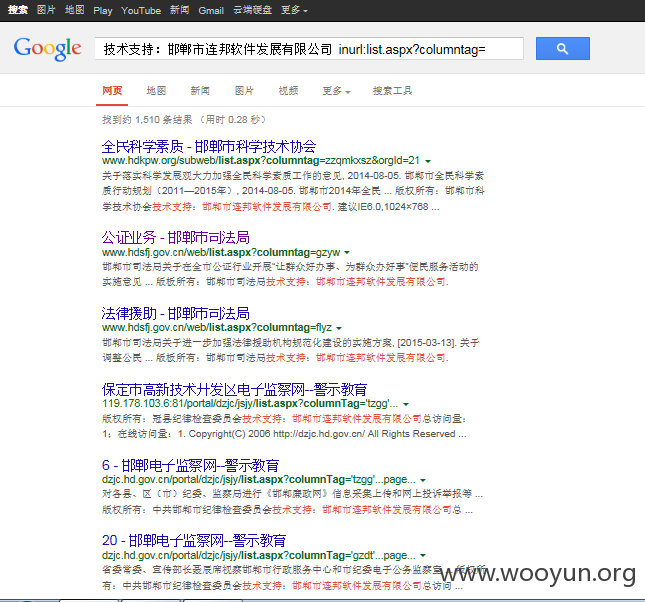 搜索 图片 地图 Play YouTube 新闻 Gmail 云端硬盘 更多
Google 技术支持：邯郸市连邦软件发展有限公司 inurl:list.aspx?columntag=
网页 地图 新闻 图片 视频 更多 搜索工具
找到约 1,510 条结果 （用时 0.28 秒）
全民科学素质 - 邯郸市科学技术协会
www.hdkpw.org/subweb/list.aspx?columntag=zzqmkxsz&orgId=21
关于落实科学发展观大力加强全民科学素质工作的意见, 2014-08-05. 邯郸市全民科学素
质行动规划（2011—2015年）, 2014-08-05. 邯郸市2014年全民 ... 版权所有：邯郸市科
学技术协会技术支持：邯郸市连邦软件发展有限公司. 建议IE6.0,1024×768 ...
公证业务 - 邯郸市司法局
www.hdsfj.gov.cn/web/list.aspx?columntag=gzyw
邯郸市司法局关于在全市公证行业开展"让群众好办事、为群众办好事"便民服务活动的
实施意见 ... 版板所有：邯郸市司法局技术支持：邯郸市连邦软件发展有限公司.
法律援助 - 邯郸市司法局
www.hdsfj.gov.cn/web/list.aspx?columntag=flyz
邯郸市司法局关于进一步加强法律援助机构规范化建设的实施方案, [2015-03-13]. 关于
调整公民 ... 版板所有：邯郸市司法局技术支持：邯郸市连邦软件发展有限公司.
保定市高新技术开发区电子监察网--警示教育
119.178.103.6:81/portal/dzjc/jsjy/list.aspx?columnTag='tzgg'...
版权所有：冠县纪律检查委员会技术支持：邯郸市连邦软件发展有限公司总访问量：
1；在线访问量：1. Copyright(C) 2006 http://dzjc.hd.gov.cn/ All Rights Reserved ...
6 - 邯郸电子监察网--警示教育
dzjc.hd.gov.cn/portal/dzjc/jsjy/list.aspx?columnTag='tzgg'...page...
对各县、区（市）纪委、监察局进行《邯郸廉政网》信息采集上传和网上投诉举报等 ...
版权所有：中共邯郸市纪律检查委员会技术支持：邯郸市连邦软件发展有限公司总 ...
20 - 邯郸电子监察网--警示教育
dzjc.hd.gov.cn/portal/dzjc/jsjy/list.aspx?columnTag='gzdt'...page...
省委常委、宣传部长聂辰席视察邯郸市行政服务中心和市纪委电子公务监察室 ... 版权所
有：中共邯郸市纪律检查委员会技术支持：邯郸市连邦软件发展有限公司总访问 ...
www.wooyun.org